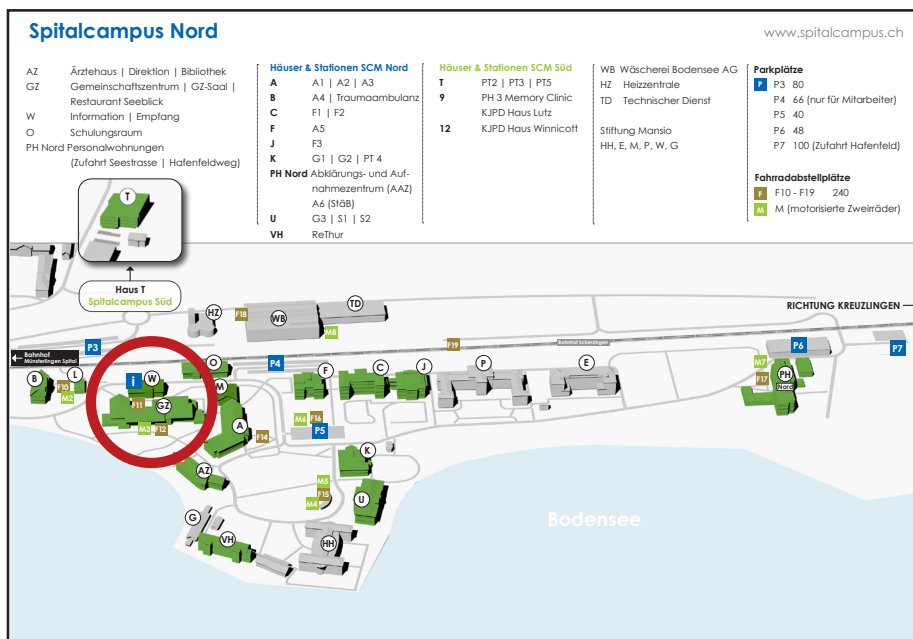 Spitalcampus Nord
www.spitalcampus.ch
AZ Ärztehaus | Direktion | Bibliothek
GZ Gemeinschaftszentrum | GZ-Saal |
Restaurant Seeblick
W Information | Empfang
O Schulungsraum
PH Nord Personalwohnungen
(Zufahrt Seestrasse | Hafenfeldweg)
Häuser & Stationen SCM Nord
A A1 | A2 | A3
B A4 | Traumaambulanz
C F1 | F2
F A5
J F3
K G1 | G2 | PT 4
PH Nord Abklärungs- und Auf-
nahmezentrum (AAZ)
A6 (StäB)
U G3 | S1 | S2
VH ReThur
Häuser & Stationen SCM Süd
T PT2 | PT3 | PT5
9 PH 3 Memory Clinic
KJPD Haus Lutz
12 KJPD Haus Winnicott
WB Wäscherei Bodensee AG
HZ Heizzentrale
TD Technischer Dienst
Stiftung Mansio
HH, E, M, P, W, G
Parkplätze
P P3 80
P4 66 (nur für Mitarbeiter)
P5 40
P6 48
P7 100 (Zufahrt Hafenfeld)
Fahrradabstellplätze
F F10 - F19 240
M M (motorisierte Zweiräder)
T
Haus T
Spitalcampus Süd
HZ
F18
WB
TD
M8
RICHTUNG KREUZLINGEN
Bahnhof
Münsterlingen Spital
P3
F19
Bahnhof Scherzingen
P6
P7
B
L
F10
M2
i
W
F11
GZ
M3
F12
O
M
P4
A
F14
F
M6
F16
P5
C
J
P
E
M7
F17
PH
Nord
AZ
K
M5
F15
M4
U
G
VH
HH
Bodensee